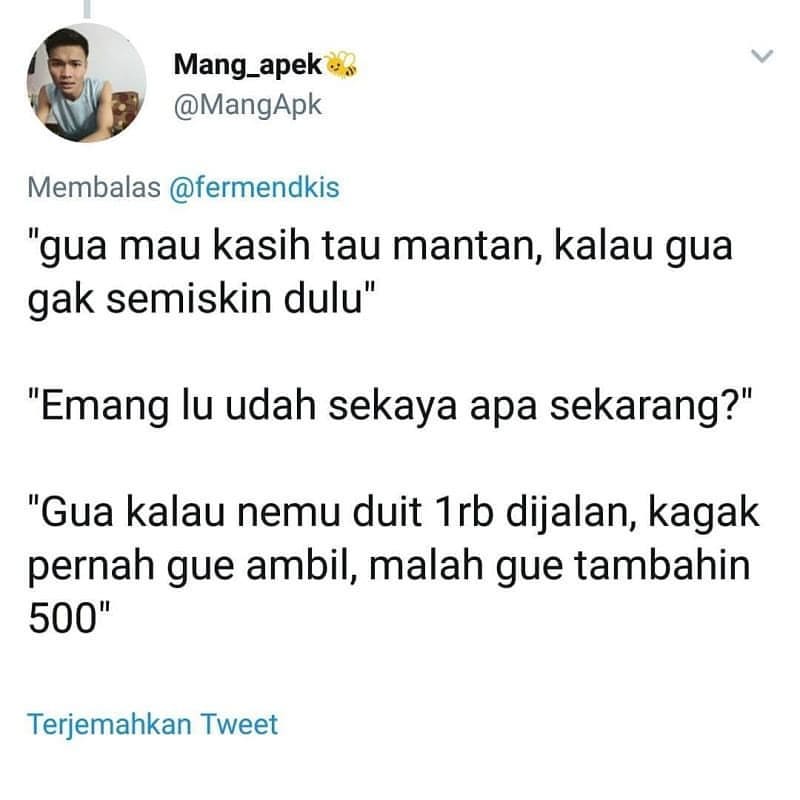 Mang_apek🐝
@MangApk
Membalas @fermendkis
"gua mau kasih tau mantan, kalau gua
gak semiskin dulu"
"Emang lu udah sekaya apa sekarang?"
"Gua kalau nemu duit 1rb dijalan, kagak
pernah gue ambil, malah gue tambahin
500"
Terjemahkan Tweet